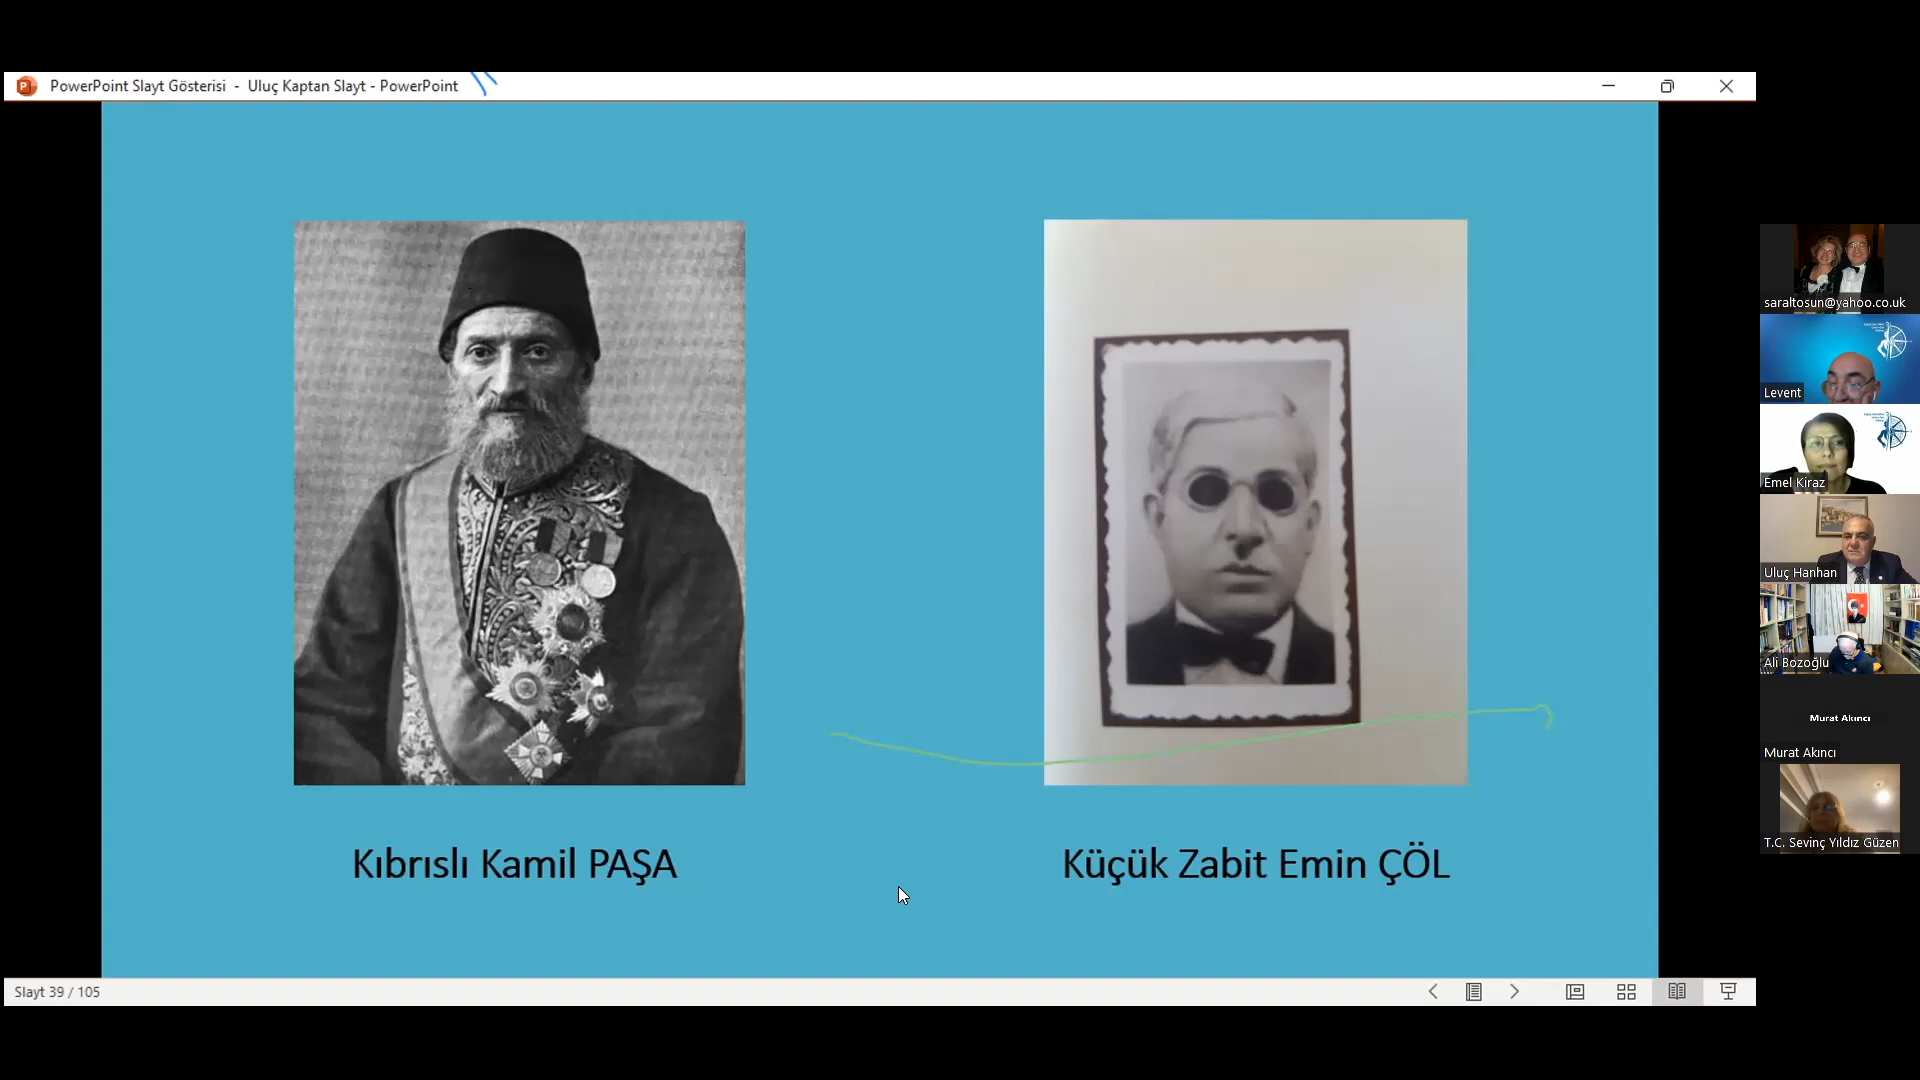 PowerPoint Slayt Gösterisi - Uluç Kaptan Slayt - PowerPoint
Kıbrıslı Kamil PAŞA
Küçük Zabit Emin ÇÖL
Slayt 39 / 105
saraltosun@yahoo.co.uk
Levent
Emel Kiraz
Uluç Hanhan
Ali Bozoğlu
Murat Akıncı
Murat Akıncı
T.C. Sevinç Yıldız Güzen